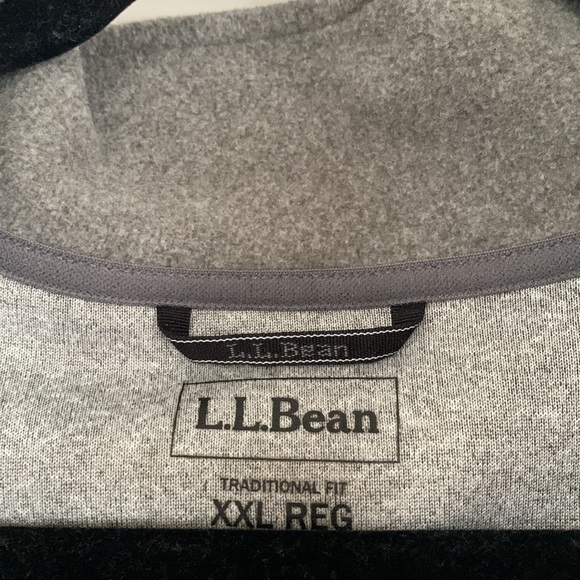 L.L.Bean
L.L.Bean
TRADITIONAL FIT
XXL REG